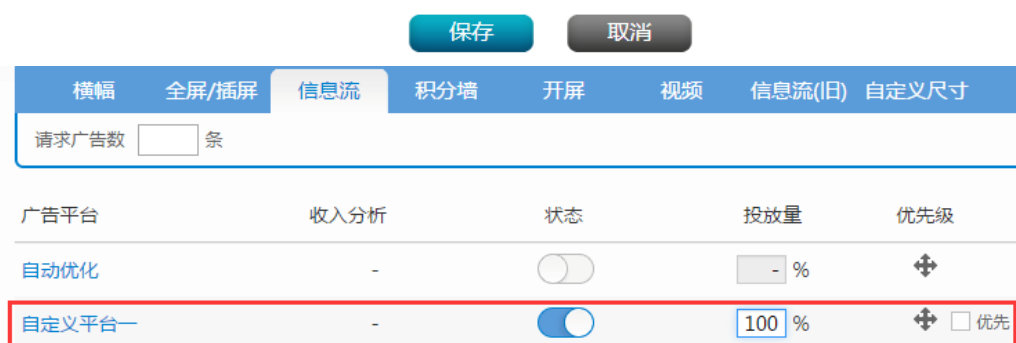 保存 取消
横幅 全屏/插屏 信息流 积分墙 开屏 视频 信息流(旧) 自定义尺寸
请求广告数 条
广告平台 收入分析 状态 投放量 优先级
自动优化 - - %
自定义平台一 - 100 % 优先